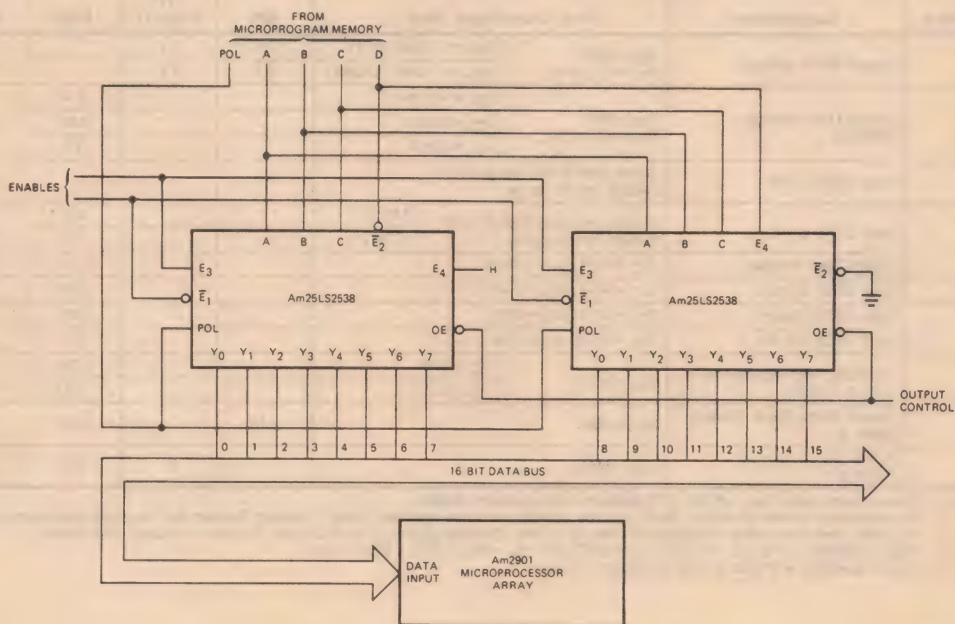 FROM
MICROPROGRAM MEMORY
POL A B C D
ENABLES
A B C E̅2
E3
E̅1
POL
E4
H
Am25LS2538
OE
Y0 Y1 Y2 Y3 Y4 Y5 Y6 Y7
A B C E4
E3
E̅1
POL
E̅2
Am25LS2538
OE
Y0 Y1 Y2 Y3 Y4 Y5 Y6 Y7
OUTPUT
CONTROL
0 1 2 3 4 5 6 7
8 9 10 11 12 13 14 15
16 BIT DATA BUS
DATA
INPUT
Am2901
MICROPROCESSOR
ARRAY